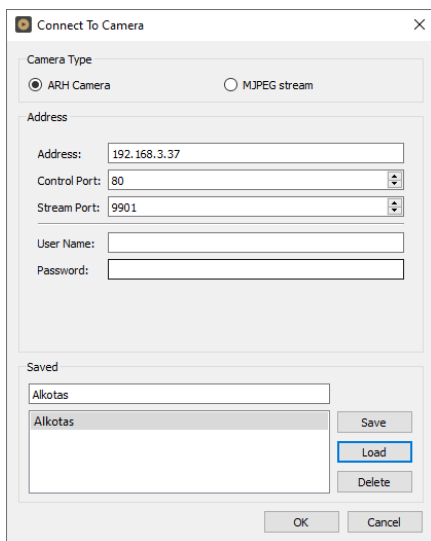 Connect To Camera
Camera Type
ARH Camera
MJPEG stream
Address
Address: 192.168.3.37
Control Port: 80
Stream Port: 9901
User Name:
Password:
Saved
Alkotas
Alkotas
Save
Load
Delete
OK
Cancel